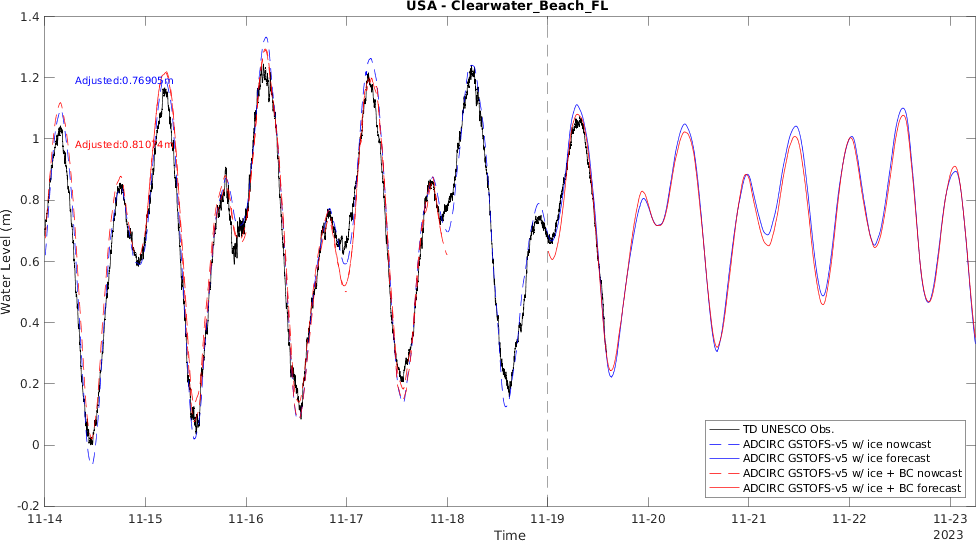 USA - Clearwater_Beach_FL
1.4
1.2
1
0.8
0.6
0.4
0.2
0
-0.2
Water Level (m)
Adjusted:0.76905m
Adjusted:0.81014m
TD UNESCO Obs.
ADCIRC GSTOFS-v5 w/ ice nowcast
ADCIRC GSTOFS-v5 w/ ice forecast
ADCIRC GSTOFS-v5 w/ ice + BC nowcast
ADCIRC GSTOFS-v5 w/ ice + BC forecast
11-14 11-15 11-16 11-17 11-18 11-19 11-20 11-21 11-22 11-23
Time
2023